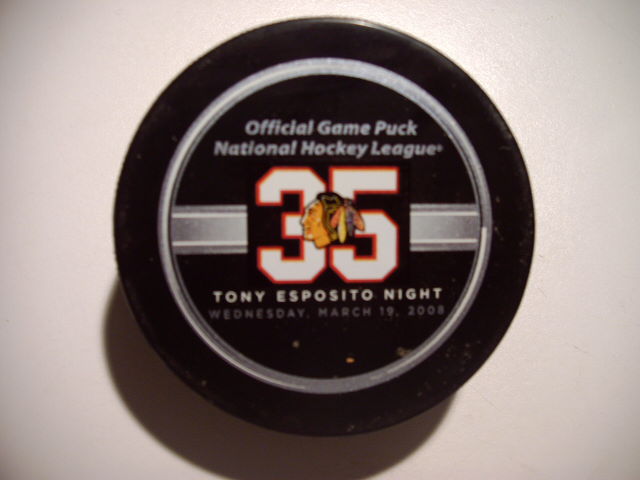 Official Game Puck
National Hockey League®
35
TONY ESPOSITO NIGHT
WEDNESDAY, MARCH 19, 2008